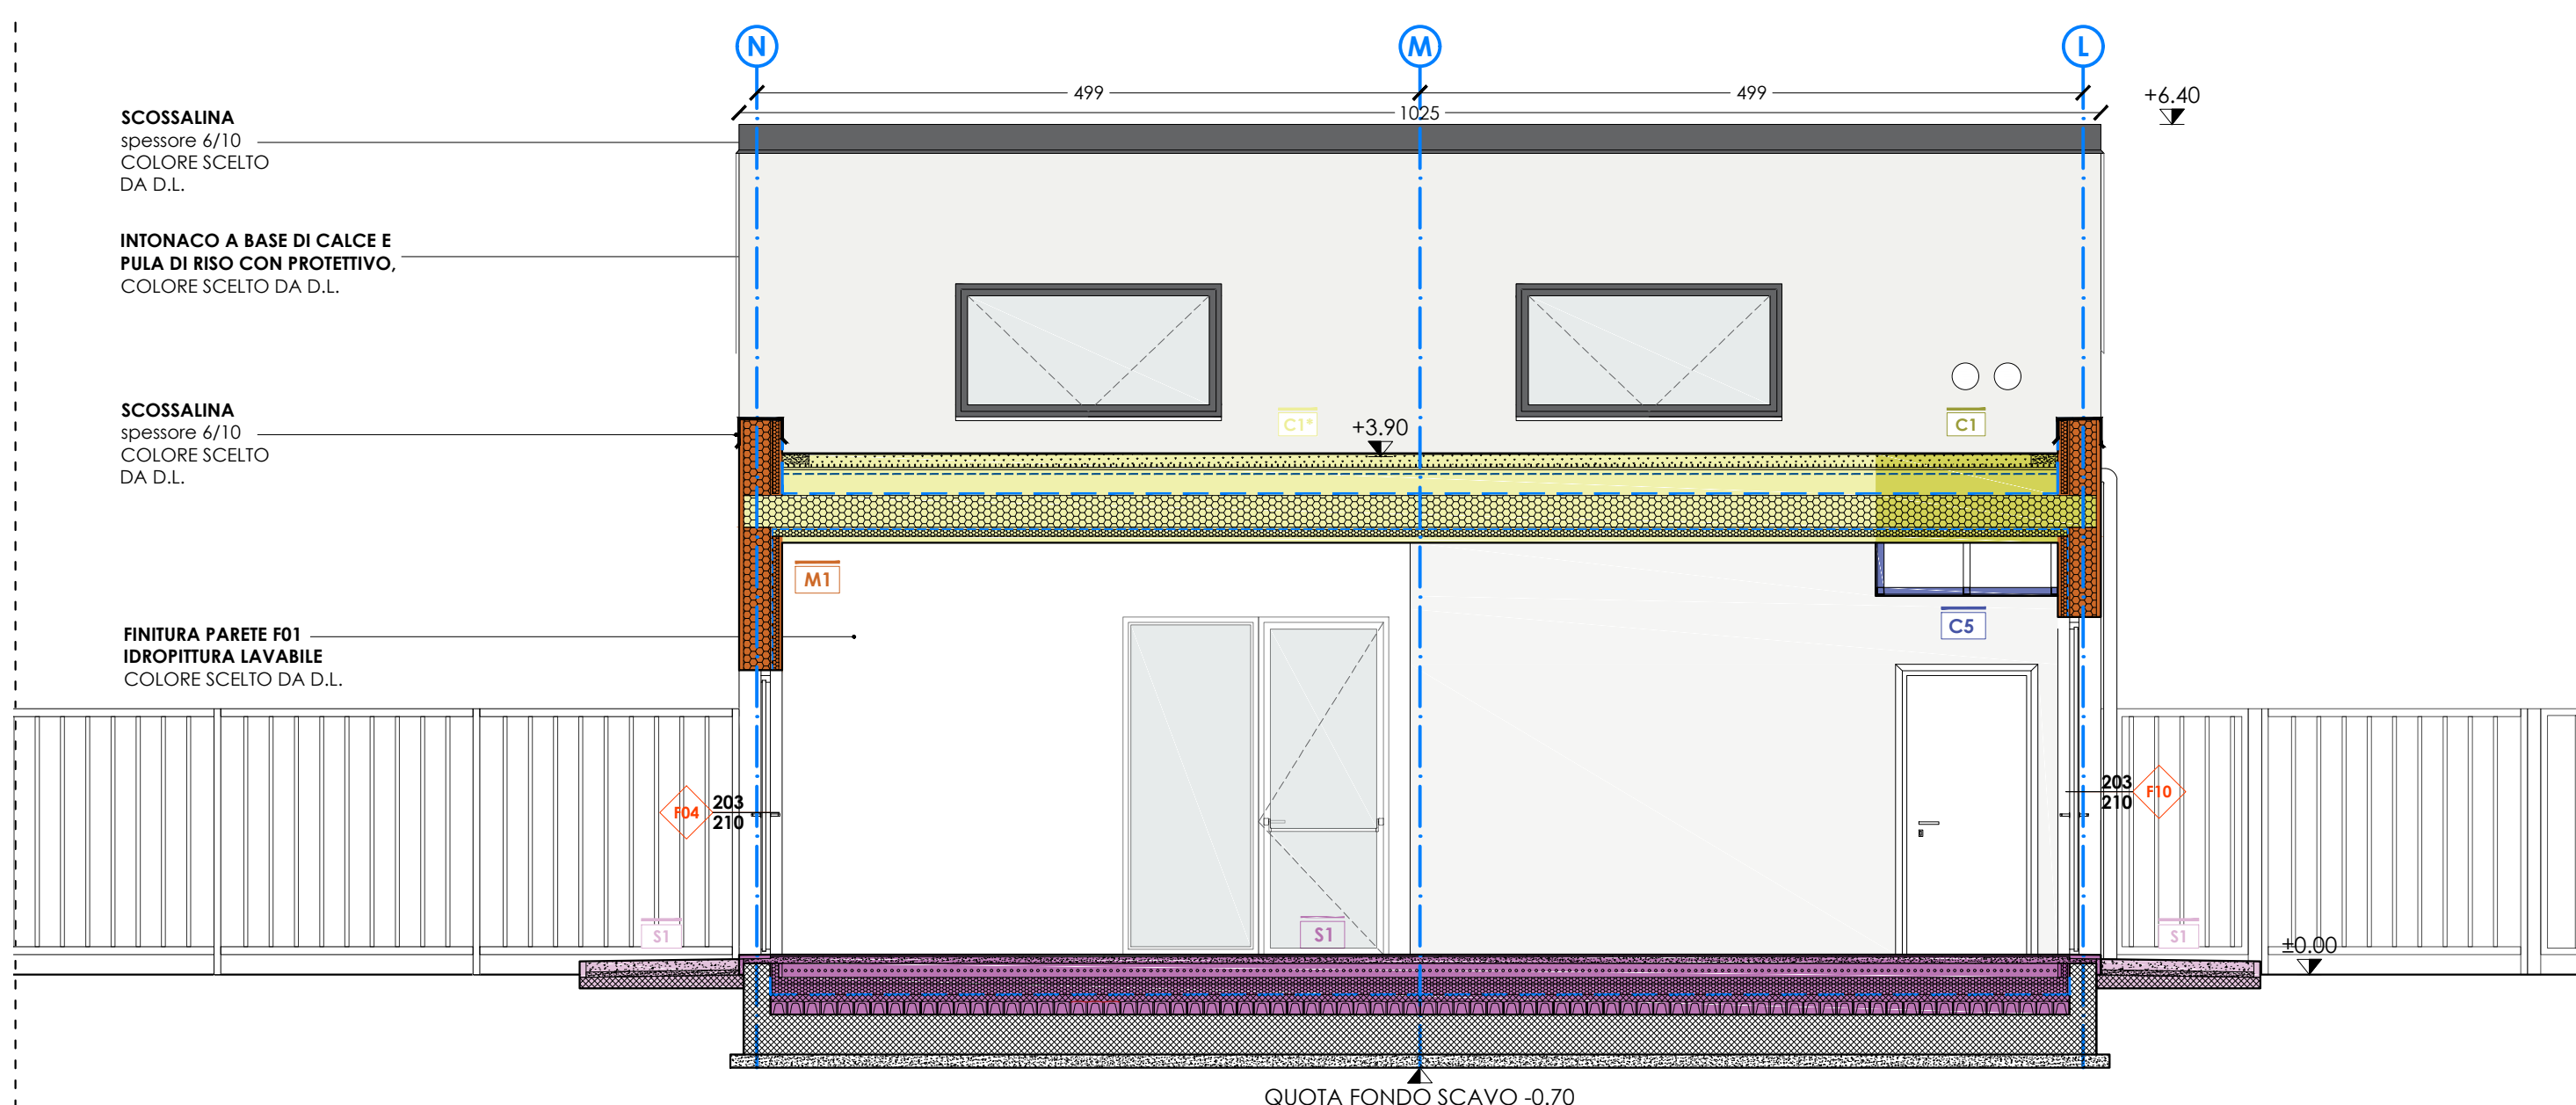 N
M
L
499
499
1025
+6.40
SCOSSALINA
spessore 6/10
COLORE SCELTO
DA D.L.
INTONACO A BASE DI CALCE E
PULA DI RISO CON PROTETTIVO,
COLORE SCELTO DA D.L.
SCOSSALINA
spessore 6/10
COLORE SCELTO
DA D.L.
C1*
+3.90
C1
M1
C5
FINITURA PARETE F01
IDROPITTURA LAVABILE
COLORE SCELTO DA D.L.
F04
203
210
203
210
F10
S1
S1
S1
±0.00
QUOTA FONDO SCAVO -0.70